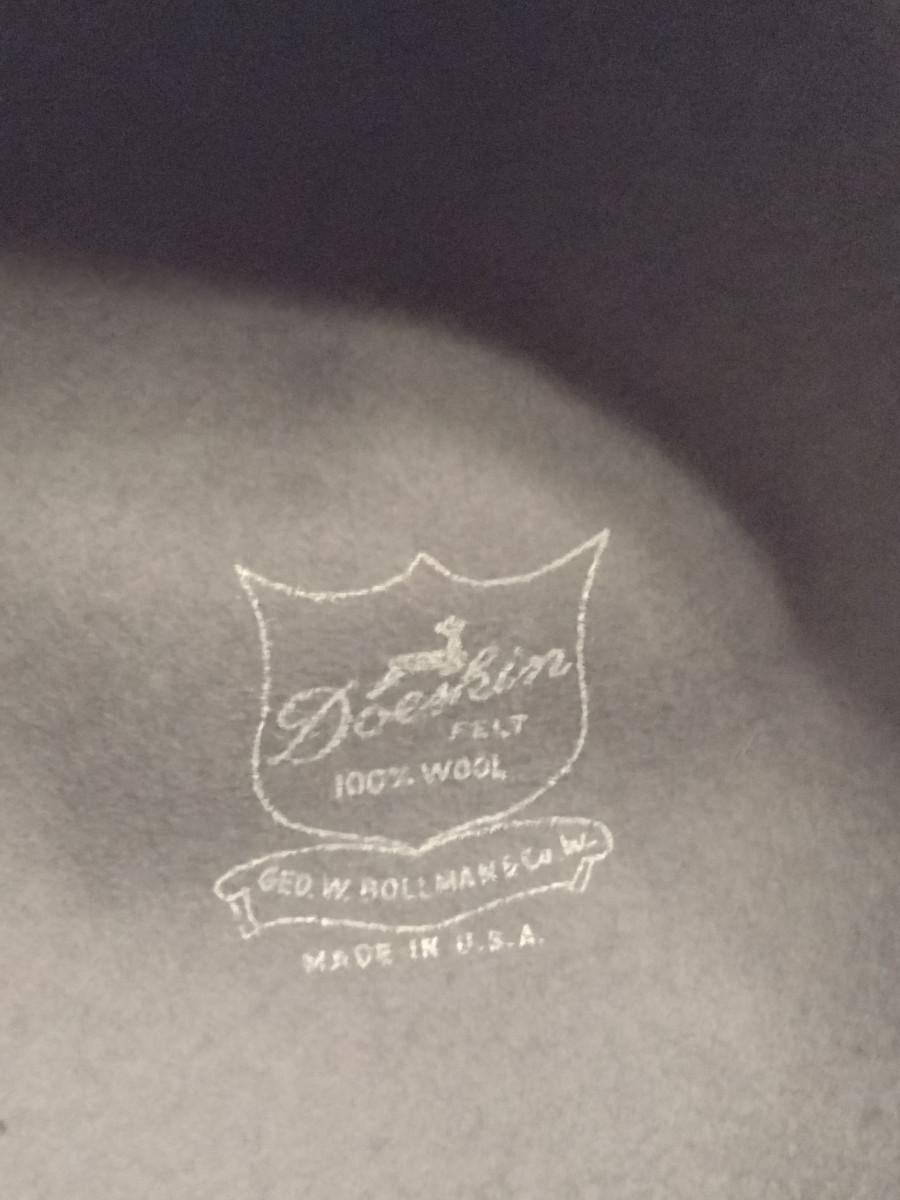 Doeskin
FELT
100% WOOL
GEO. W. BOLLMAN & Co
MADE IN U.S.A.